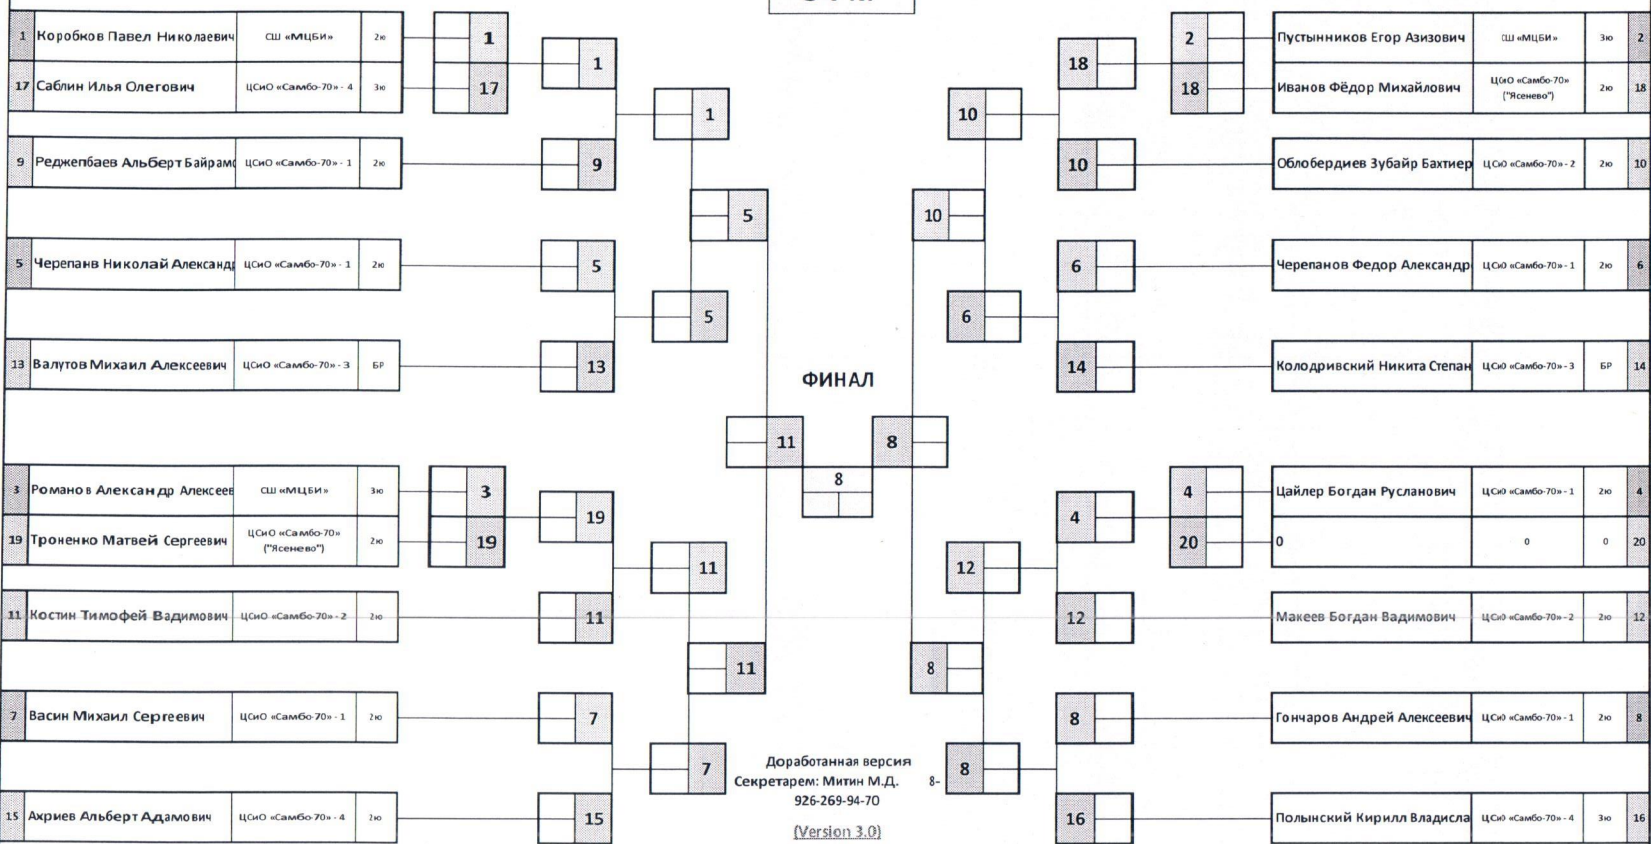 1 Коробков Павел Николаевич СШ «МЦБИ» 2ю 1
17 Саблин Илья Олегович ЦСиО «Самбо-70» - 4 3ю 17
1
9 Реджепбаев Альберт Байрам ЦСиО «Самбо-70» - 1 2ю 9
1
5 Черепанв Николай Александ ЦСиО «Самбо-70» - 1 2ю 5
5
13 Валутов Михаил Алексеевич ЦСиО «Самбо-70» - 3 БР 13
5
3 Романов Александр Алексеев СШ «МЦБИ» 3ю 3
19 Троненко Матвей Сергеевич ЦСиО «Самбо-70» ("Ясенево") 2ю 19
19
11 Костин Тимофей Вадимович ЦСиО «Самбо-70» - 2 2ю 11
11
7 Васин Михаил Сергеевич ЦСиО «Самбо-70» - 1 2ю 7
11
15 Ахриев Альберт Адамович ЦСиО «Самбо-70» - 4 2ю 15
7
ФИНАЛ
11 8
8
2 Пустынников Егор Азизович СШ «МЦБИ» 3ю 2
18 Иванов Фёдор Михайлович ЦСиО «Самбо-70» ("Ясенево") 2ю 18
18
10 Облобердиев Зубайр Бахтиер ЦСиО «Самбо-70» - 2 2ю 10
10
6 Черепанов Федор Александр ЦСиО «Самбо-70» - 1 2ю 6
10
14 Колодривский Никита Степан ЦСиО «Самбо-70» - 3 БР 14
6
4 Цайлер Богдан Русланович ЦСиО «Самбо-70» - 1 2ю 4
20 0 0 0 20
4
12 Макеев Богдан Вадимович ЦСиО «Самбо-70» - 2 2ю 12
12
8 Гончаров Андрей Алексеевич ЦСиО «Самбо-70» - 1 2ю 8
8
16 Полынский Кирилл Владисла ЦСиО «Самбо-70» - 4 3ю 16
8
Доработанная версия
Секретарем: Митин М.Д. 8-
926-269-94-70
(Version 3.0)